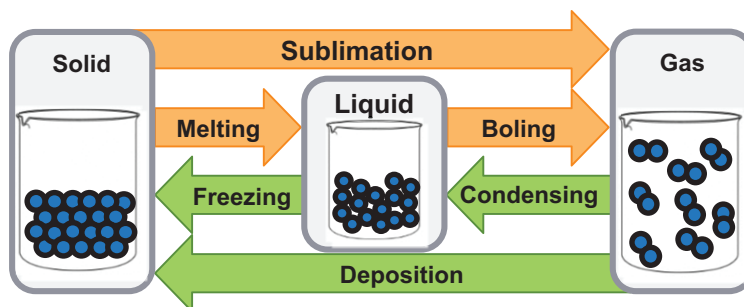 Sublimation
Solid
Gas
Liquid
Melting
Boling
Freezing
Condensing
Deposition